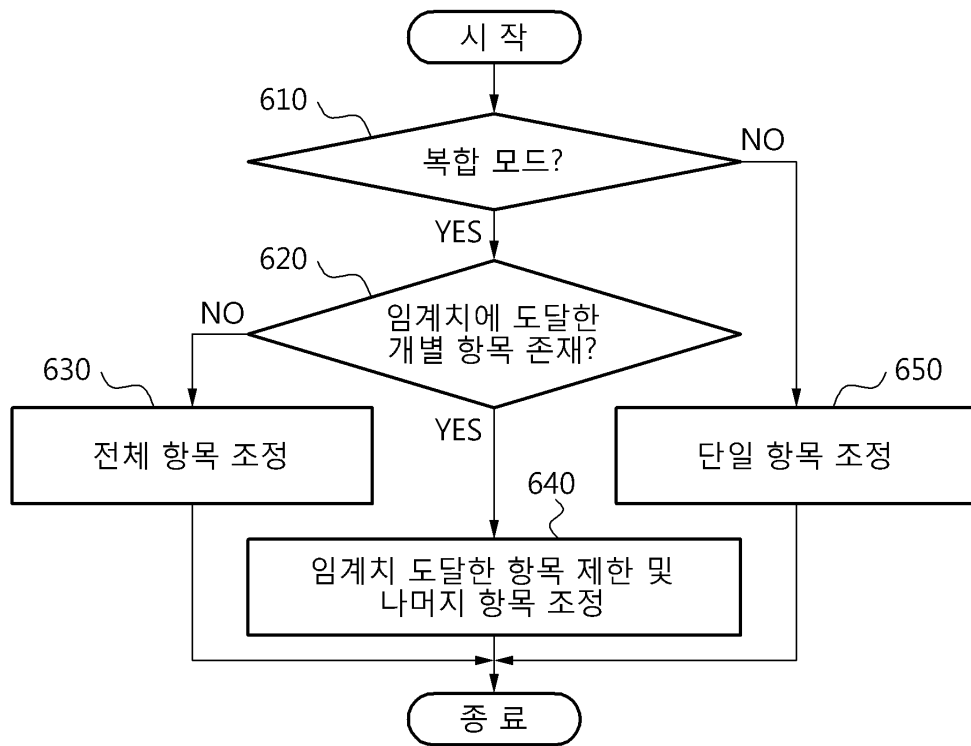 시 작
610
복합 모드?
NO
YES
620
임계치에 도달한
개별 항목 존재?
NO
YES
630
전체 항목 조정
650
단일 항목 조정
640
임계치 도달한 항목 제한 및
나머지 항목 조정
종 료